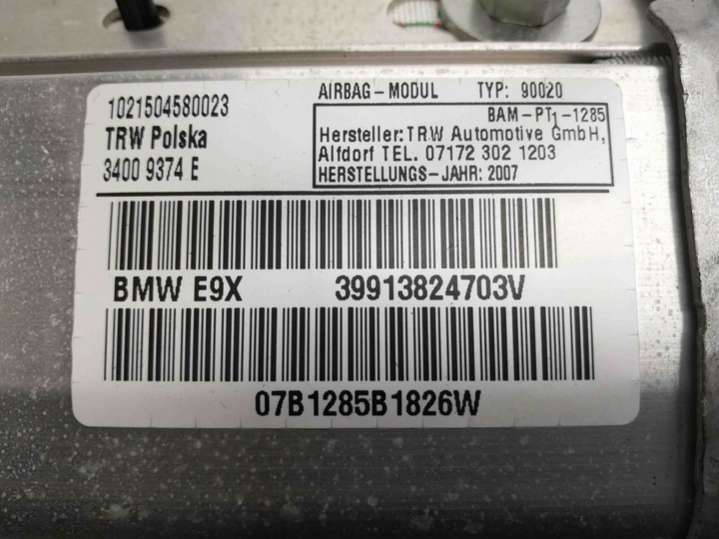 1021504580023
TRW Polska
3400 9374 E
AIRBAG-MODUL TYP: 90020
BAM-PT1-1285
Hersteller: TRW Automotive GmbH,
Alfdorf TEL. 07172 302 1203
HERSTELLUNGS-JAHR: 2007
BMW E9X 39913824703V
07B1285B1826W